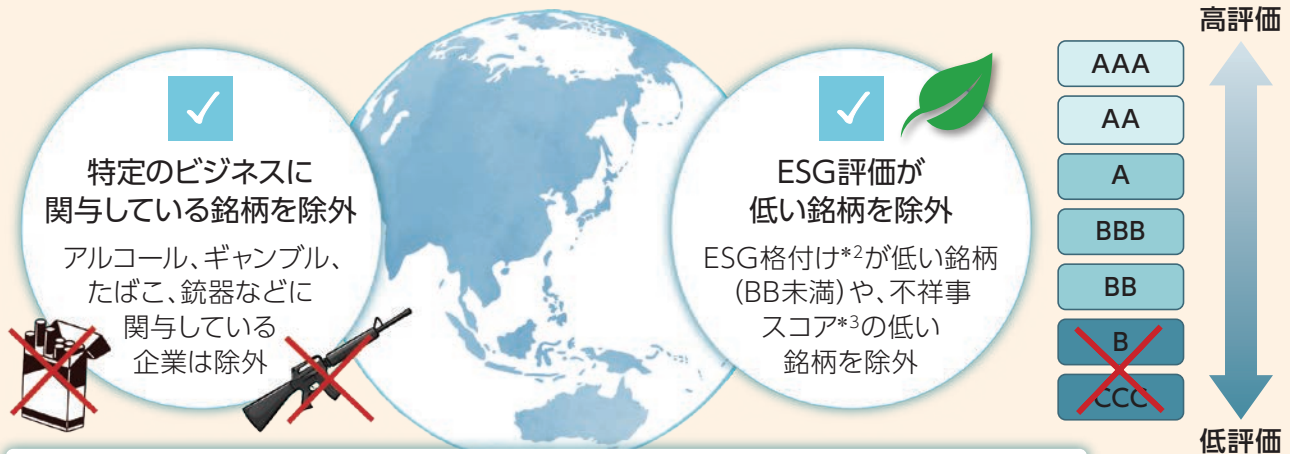 特定のビジネスに
関与している銘柄を除外
アルコール、ギャンブル、
たばこ、銃器などに
関与している
企業は除外
ESG評価が
低い銘柄を除外
ESG格付け*2が低い銘柄
(BB未満)や、不祥事
スコア*3の低い
銘柄を除外
高評価
AAA
AA
A
BBB
BB
B
CCC
低評価